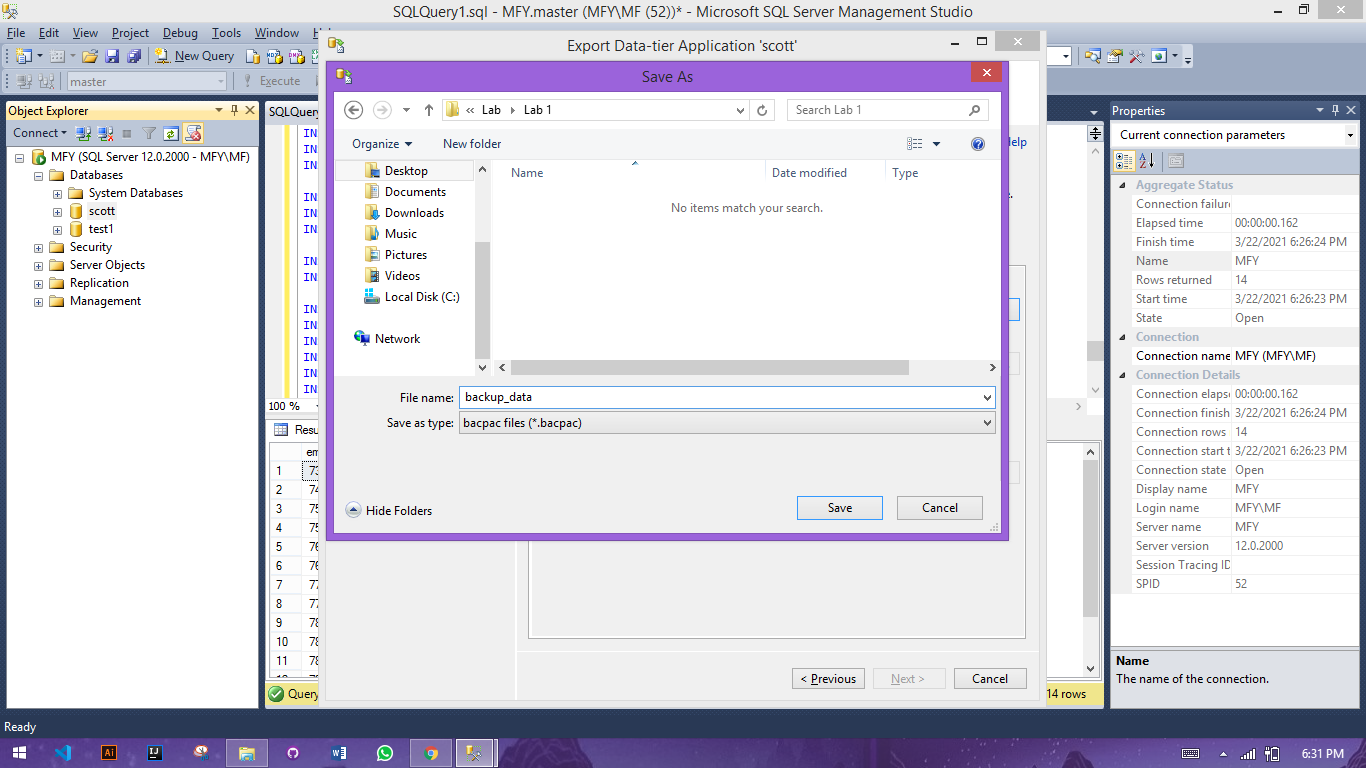 SQLQuery1.sql - MFY.master (MFY\MF (52))* - Microsoft SQL Server Management Studio
File Edit View Project Debug Tools Window
New Query
master
Execute
Object Explorer
Connect
MFY (SQL Server 12.0.2000 - MFY\MF)
Databases
System Databases
scott
test1
Security
Server Objects
Replication
Management
SQLQuery
IN
IN
IN
IN
IN
IN
IN
IN
IN
IN
IN
IN
IN
IN
100 %
Resu
em
1 73
2 74
3 75
4 75
5 76
6 76
7 77
8 77
9 78
10 78
11 78
Query
14 rows
Export Data-tier Application 'scott'
Save As
« Lab Lab 1
Search Lab 1
Organize New folder
Desktop
Documents
Downloads
Music
Pictures
Videos
Local Disk (C:)
Network
Name Date modified Type
No items match your search.
File name: backup_data
Save as type: bacpac files (*.bacpac)
Hide Folders
Save Cancel
elp
< Previous Next > Cancel
Properties
Current connection parameters
Aggregate Status
Connection failure
Elapsed time 00:00:00.162
Finish time 3/22/2021 6:26:24 PM
Name MFY
Rows returned 14
Start time 3/22/2021 6:26:23 PM
State Open
Connection
Connection name MFY (MFY\MF)
Connection Details
Connection elapse 00:00:00.162
Connection finish 3/22/2021 6:26:24 PM
Connection rows 14
Connection start t 3/22/2021 6:26:23 PM
Connection state Open
Display name MFY
Login name MFY\MF
Server name MFY
Server version 12.0.2000
Session Tracing ID
SPID 52
Name
The name of the connection.
Ready
6:31 PM